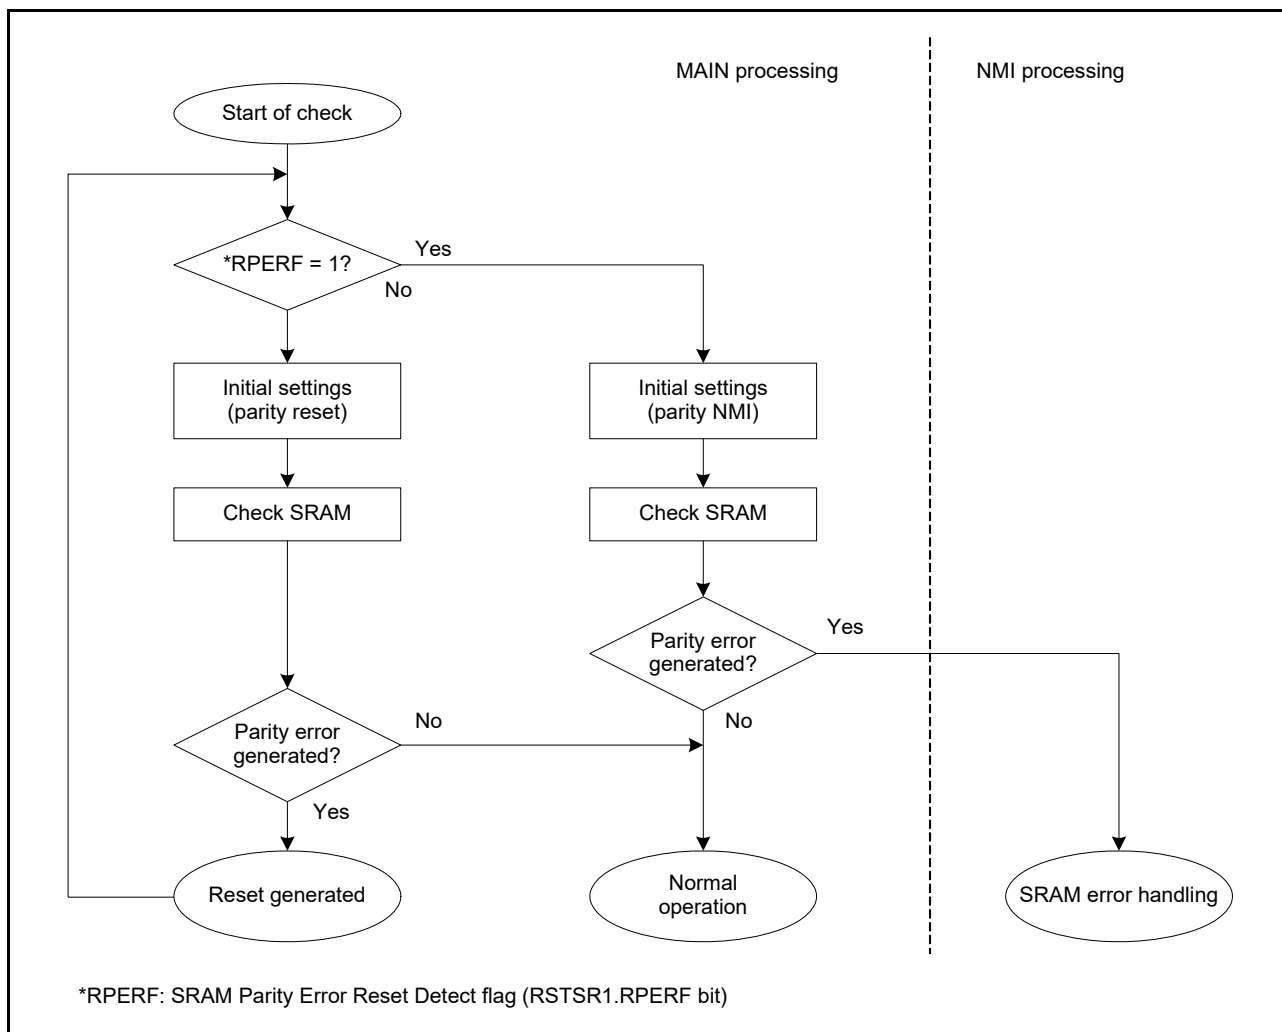 MAIN processing
NMI processing
Start of check
*RPERF = 1?
Yes
No
Initial settings
(parity reset)
Initial settings
(parity NMI)
Check SRAM
Check SRAM
Parity error
generated?
Yes
No
Parity error
generated?
No
Yes
Reset generated
Normal
operation
SRAM error handling
*RPERF: SRAM Parity Error Reset Detect flag (RSTSR1.RPERF bit)